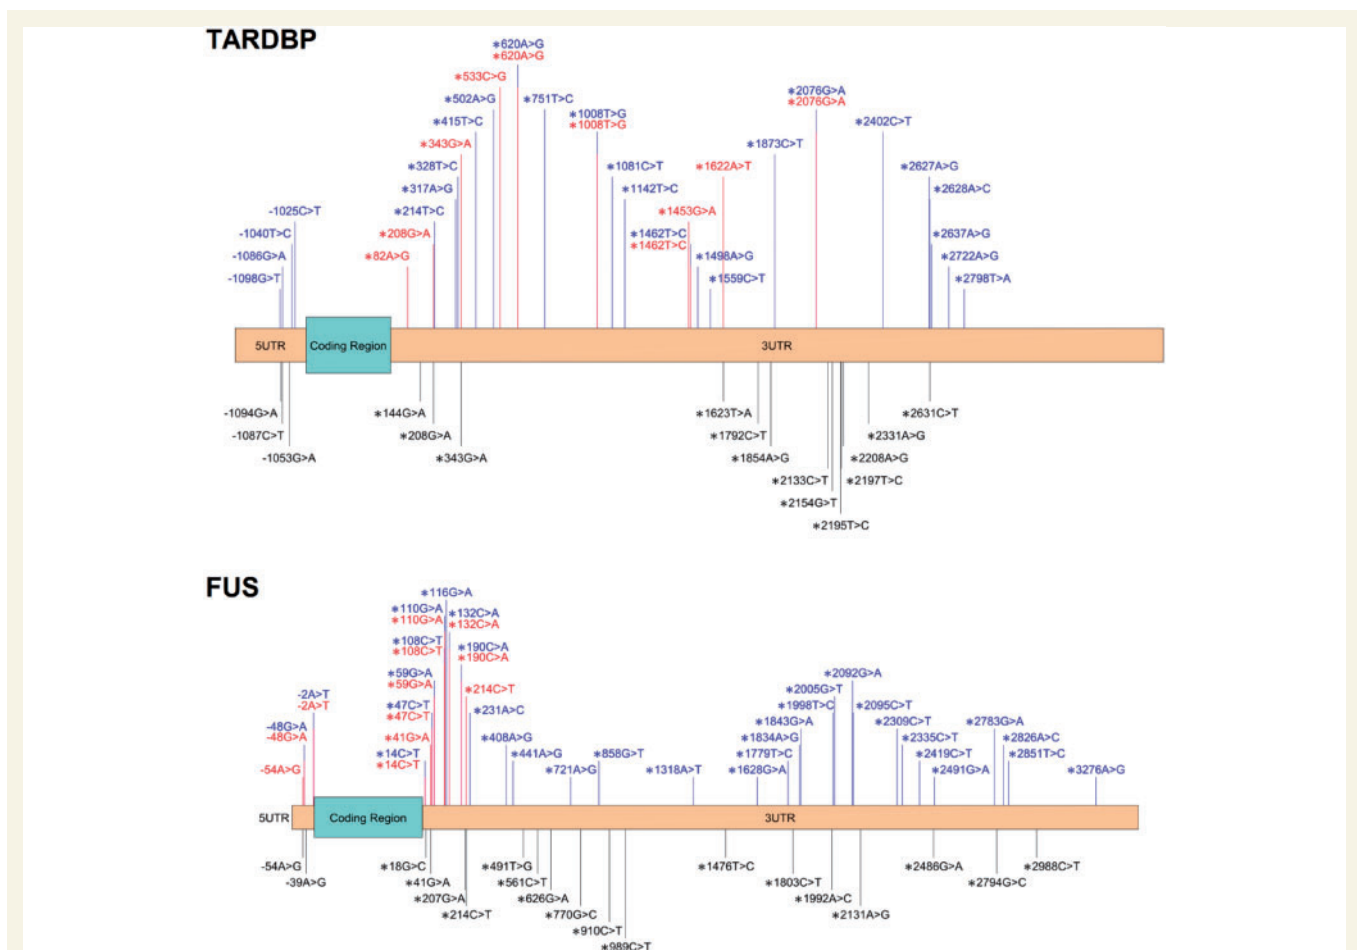 TARDBP
*620A>G
*620A>G
*533C>G
*502A>G
*751T>C
*2076G>A
*2076G>A
*415T>C
*1008T>G
*1008T>G
*2402C>T
*343G>A
*1873C>T
*328T>C
*1081C>T
*1622A>T
*2627A>G
*317A>G
*1142T>C
*2628A>C
-1025C>T
*214T>C
*1453G>A
-1040T>C
*208G>A
*1462T>C
*1462T>C
*2637A>G
-1086G>A
*82A>G
*1498A>G
*2722A>G
-1098G>T
*1559C>T
*2798T>A
5UTR
Coding Region
3UTR
-1094G>A
*144G>A
*1623T>A
*2631C>T
-1087C>T
*208G>A
*1792C>T
*2331A>G
-1053G>A
*343G>A
*1854A>G
*2208A>G
*2133C>T
*2197T>C
*2154G>T
*2195T>C
FUS
*116G>A
*110G>A
*110G>A
*132C>A
*132C>A
*108C>T
*108C>T
*190C>A
*190C>A
*59G>A
*59G>A
*2092G>A
-2A>T
-2A>T
*214C>T
*2005G>T
*47C>T
*47C>T
*231A>C
*1998T>C
*2095C>T
-48G>A
-48G>A
*41G>A
*408A>G
*1843G>A
*1834A>G
*2309C>T
*2335C>T
*2783G>A
*2826A>C
*14C>T
*14C>T
*441A>G
*858G>T
*1779T>C
*2419C>T
*2851T>C
-54A>G
*721A>G
*1318A>T
*1628G>A
*2491G>A
*3276A>G
5UTR
Coding Region
3UTR
-54A>G
*18G>C
*491T>G
*1476T>C
*2486G>A
*2988C>T
-39A>G
*41G>A
*561C>T
*1803C>T
*2794G>C
*207G>A
*626G>A
*1992A>C
*214C>T
*770G>C
*2131A>G
*910C>T
*989C>T